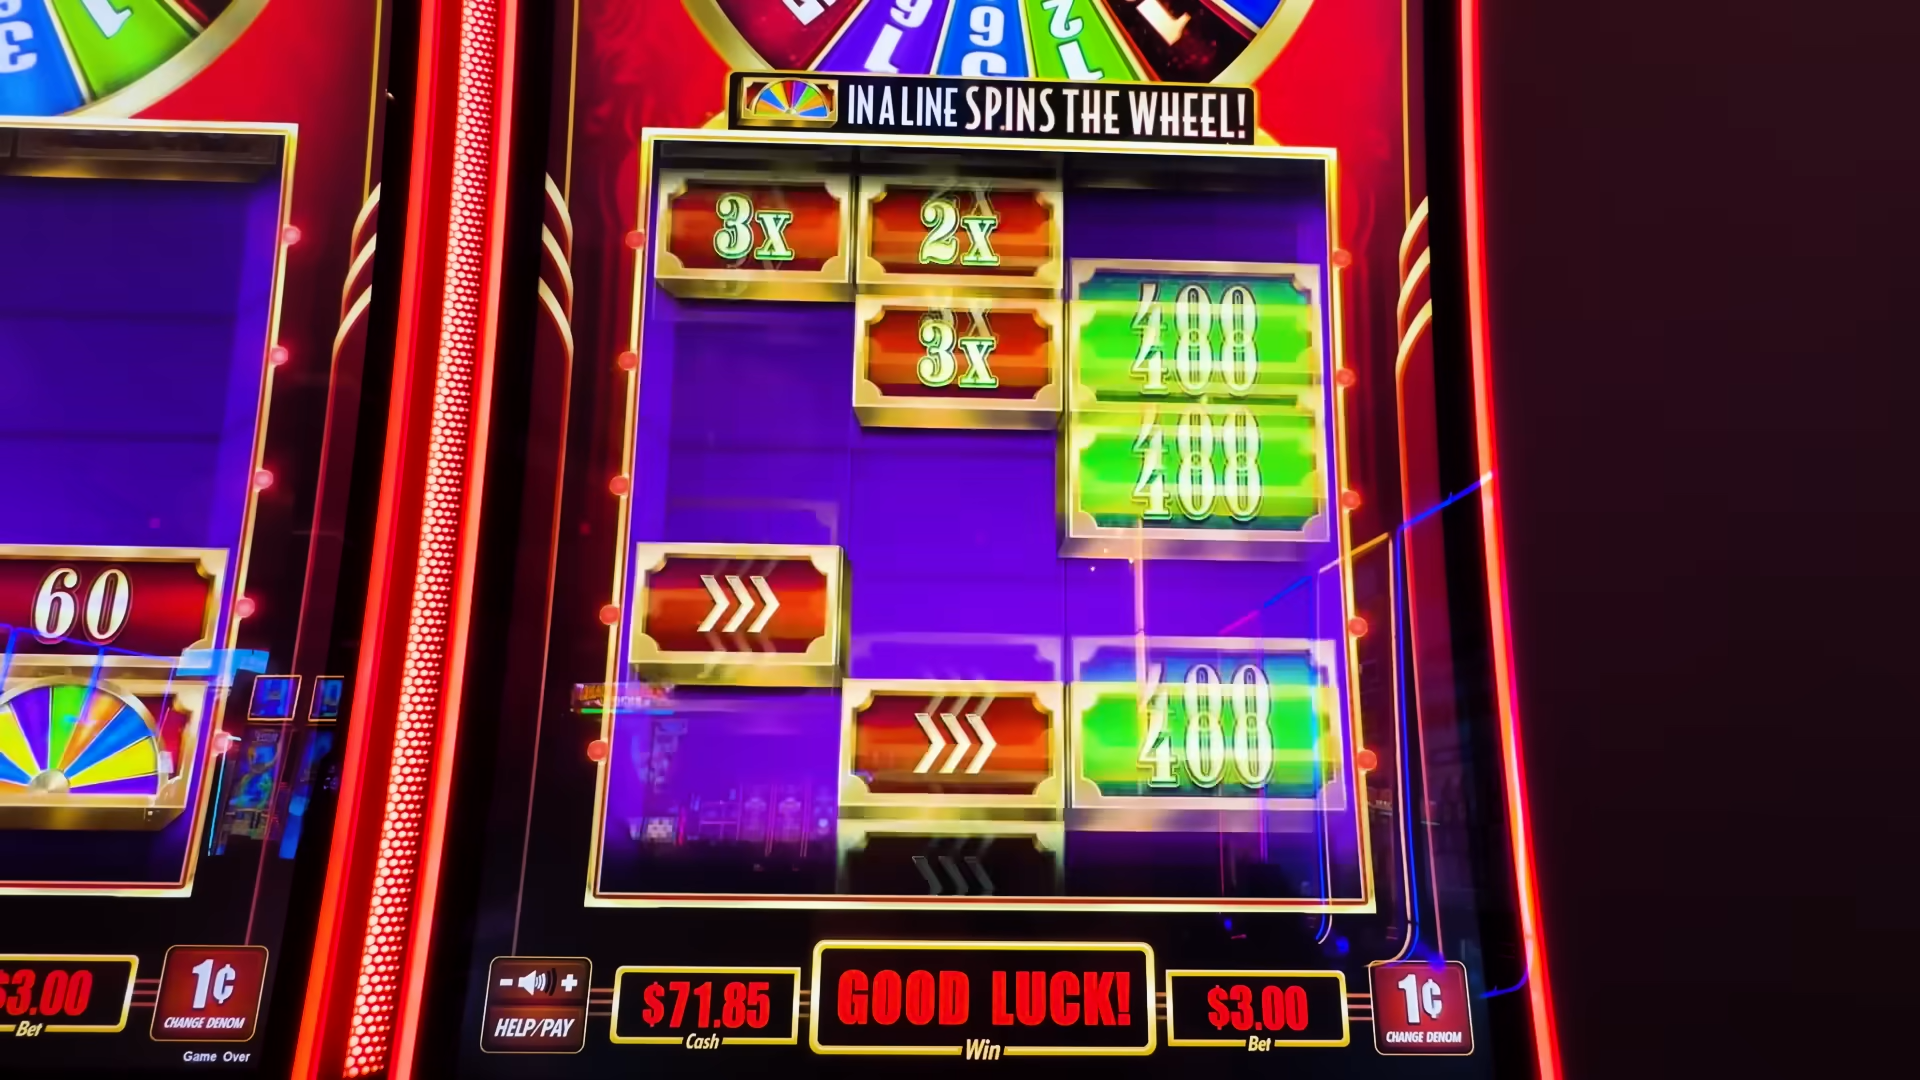 IN A LINE SPINS THE WHEEL!
3x
2x
3x
400
400
60
400
$3.00
Bet
1¢
CHANGE DENOM
Game Over
- +
HELP/PAY
$71.85
Cash
GOOD LUCK!
Win
$3.00
Bet
1¢
CHANGE DENOM